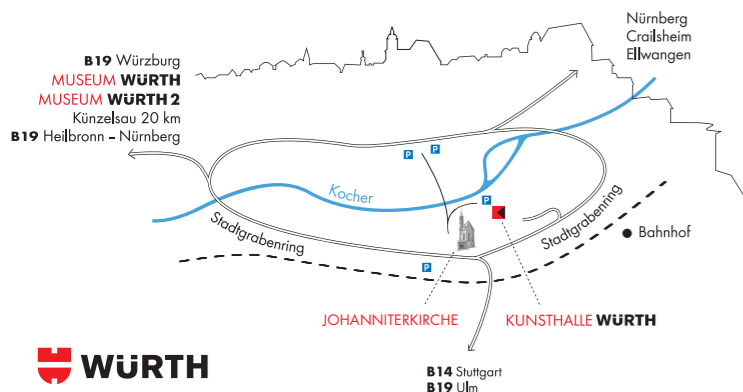 Nürnberg
Crailsheim
Ellwangen
B19 Würzburg
MUSEUM WÜRTH
MUSEUM WÜRTH 2
Künzelsau 20 km
B19 Heilbronn – Nürnberg
P
P
Kocher
P
Stadtgrabenring
Stadtgrabenring
Bahnhof
P
JOHANNITERKIRCHE
KUNSTHALLE WÜRTH
WÜRTH
B14 Stuttgart
B19 Ulm